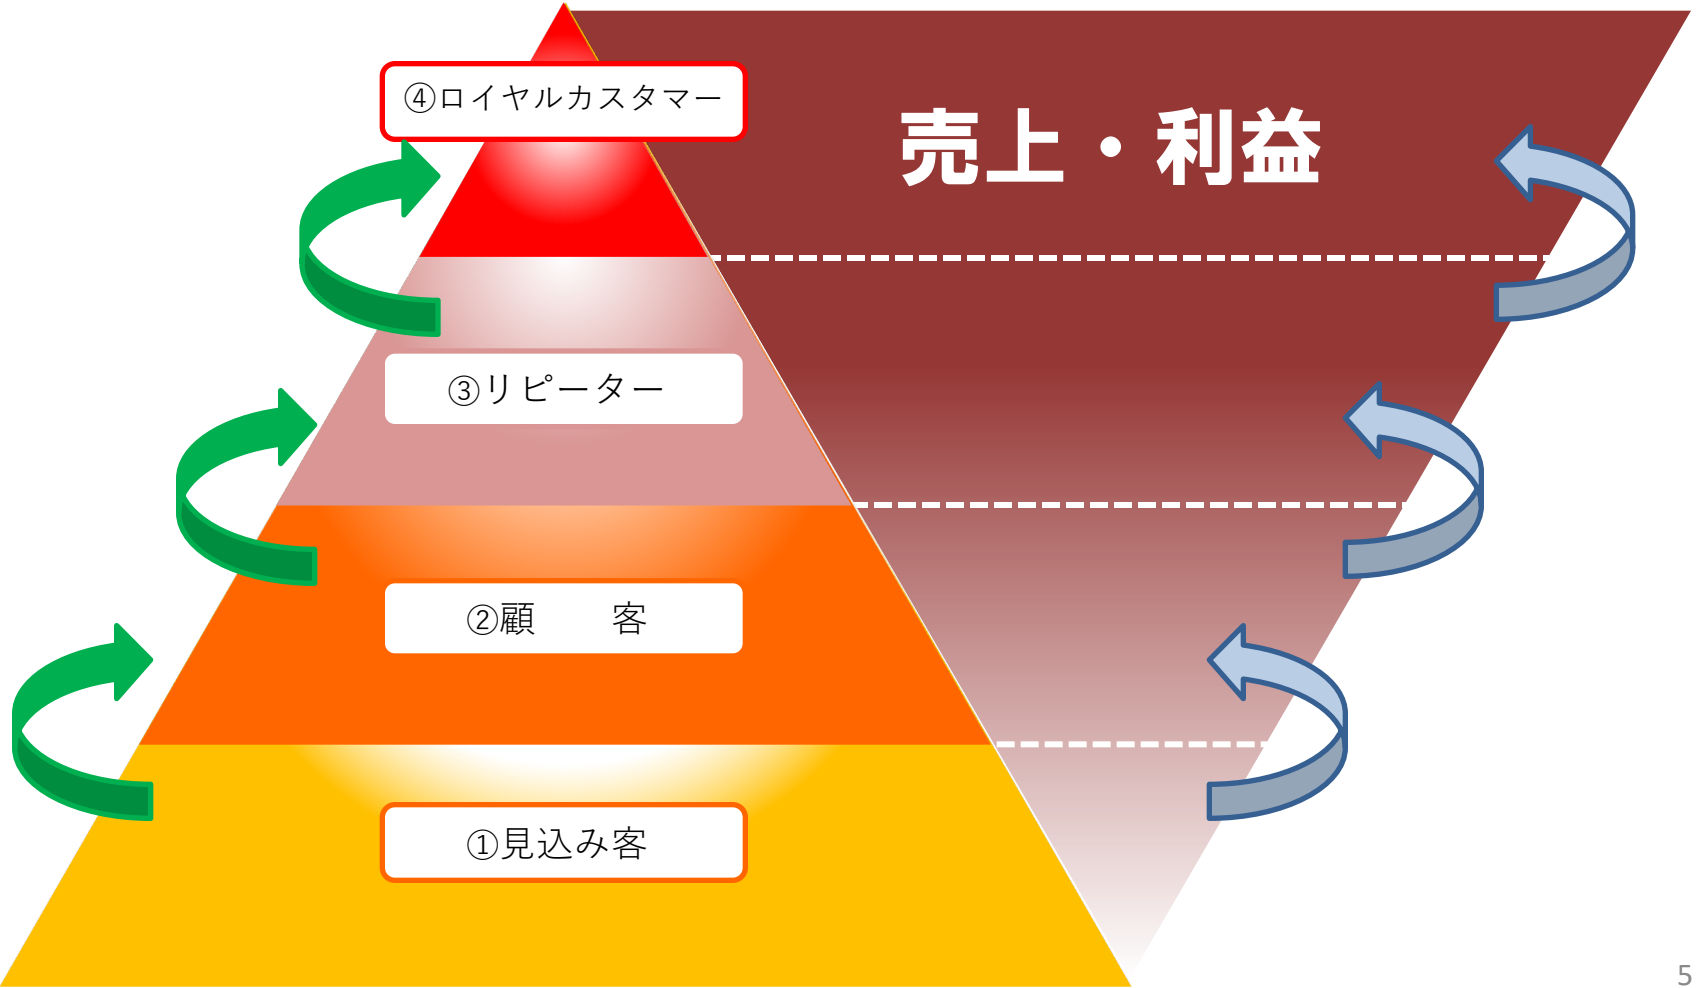 ④ロイヤルカスタマー
売上・利益
③リピーター
②顧　　客
①見込み客
5